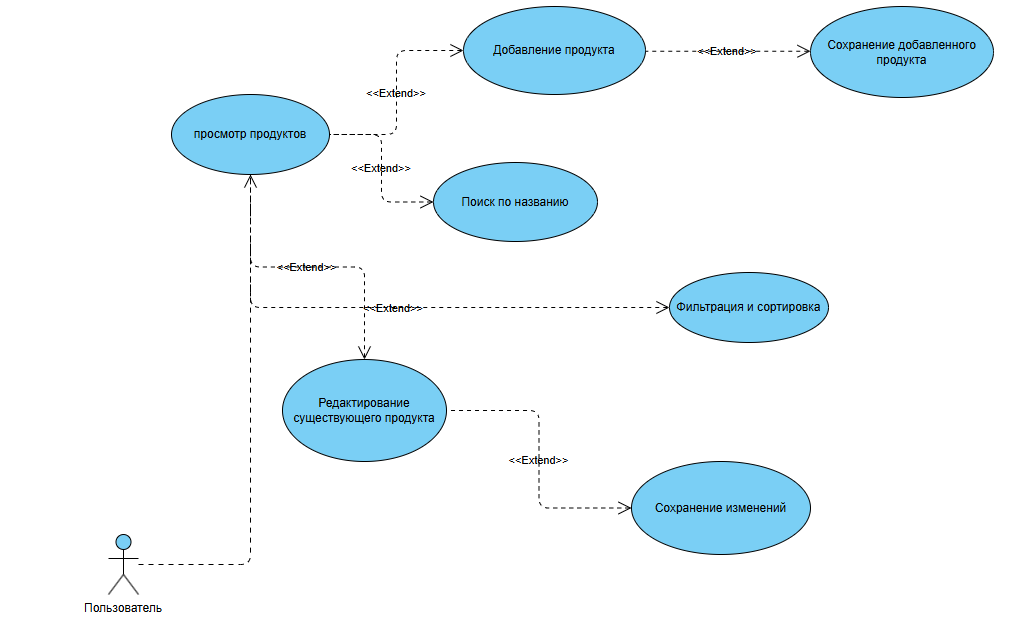 Добавление продукта
<<Extend>>
Сохранение добавленного
продукта
<<Extend>>
просмотр продуктов
<<Extend>>
Поиск по названию
<<Extend>>
<<Extend>>
Фильтрация и сортировка
Редактирование
существующего продукта
<<Extend>>
Сохранение изменений
Пользователь